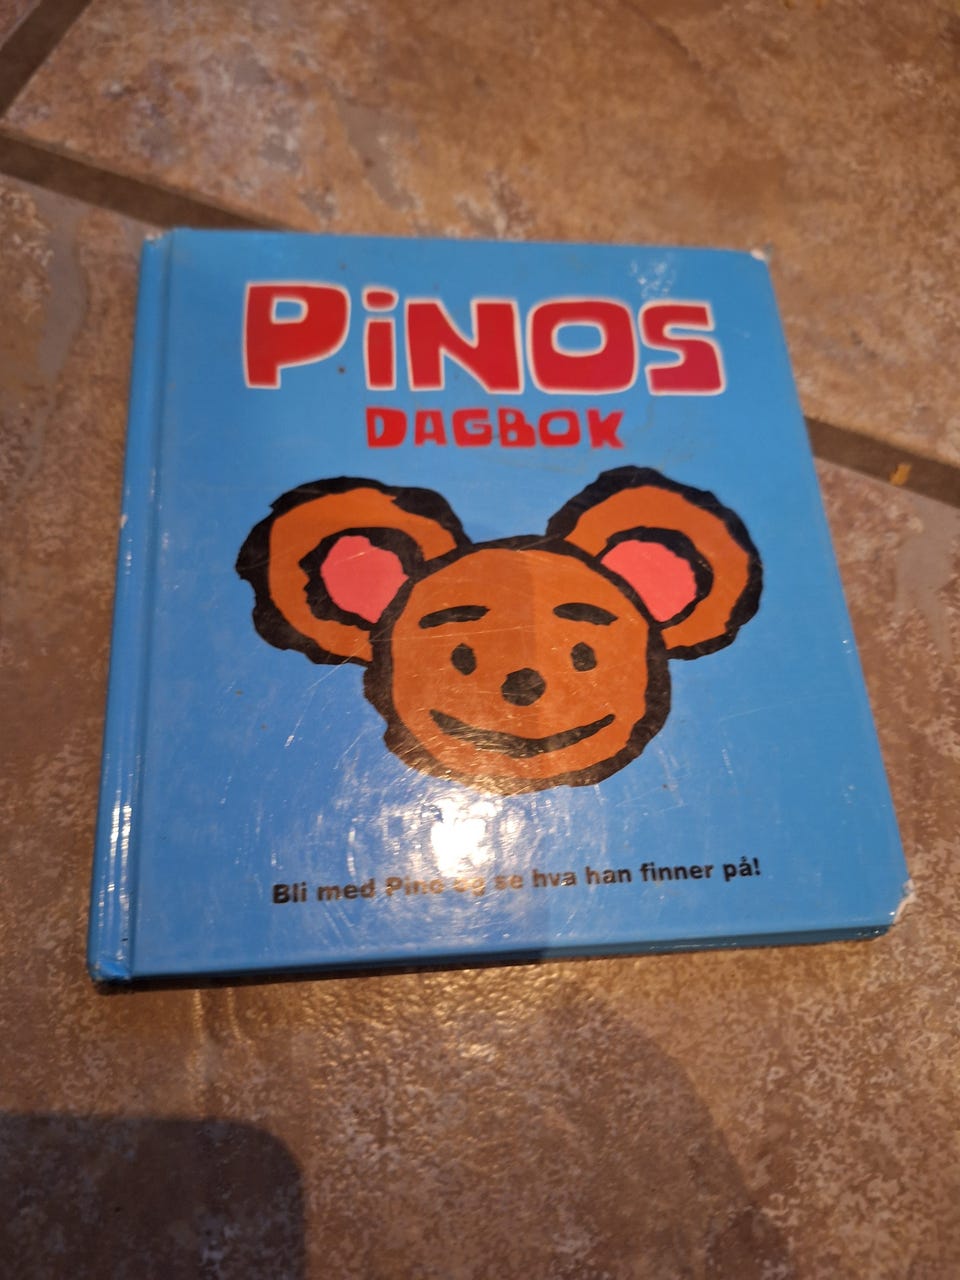 PiNOS
DAGBOK
Bli med Pino og se hva han finner på!